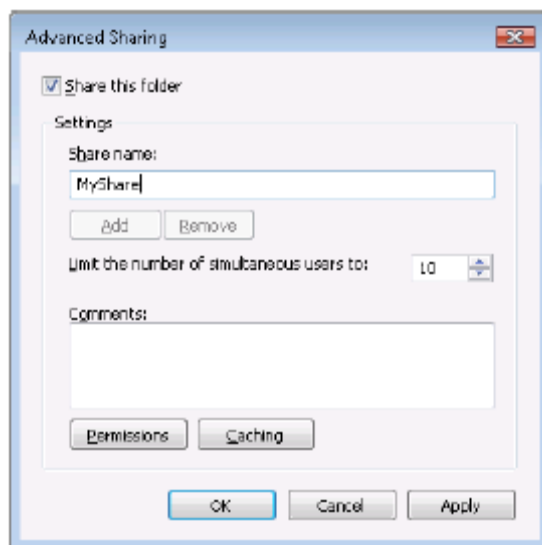 Advanced Sharing
Share this folder
Settings
Share name:
MyShare
Add Remove
Limit the number of simultaneous users to: 10
Comments:
Permissions Caching
OK Cancel Apply